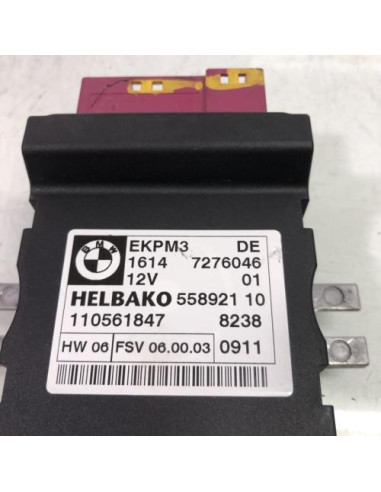 BMW
EKPM3 DE
1614 7276046
12V 01
HELBAKO 558921 10
110561847 8238
HW 06 FSV 06.00.03 0911